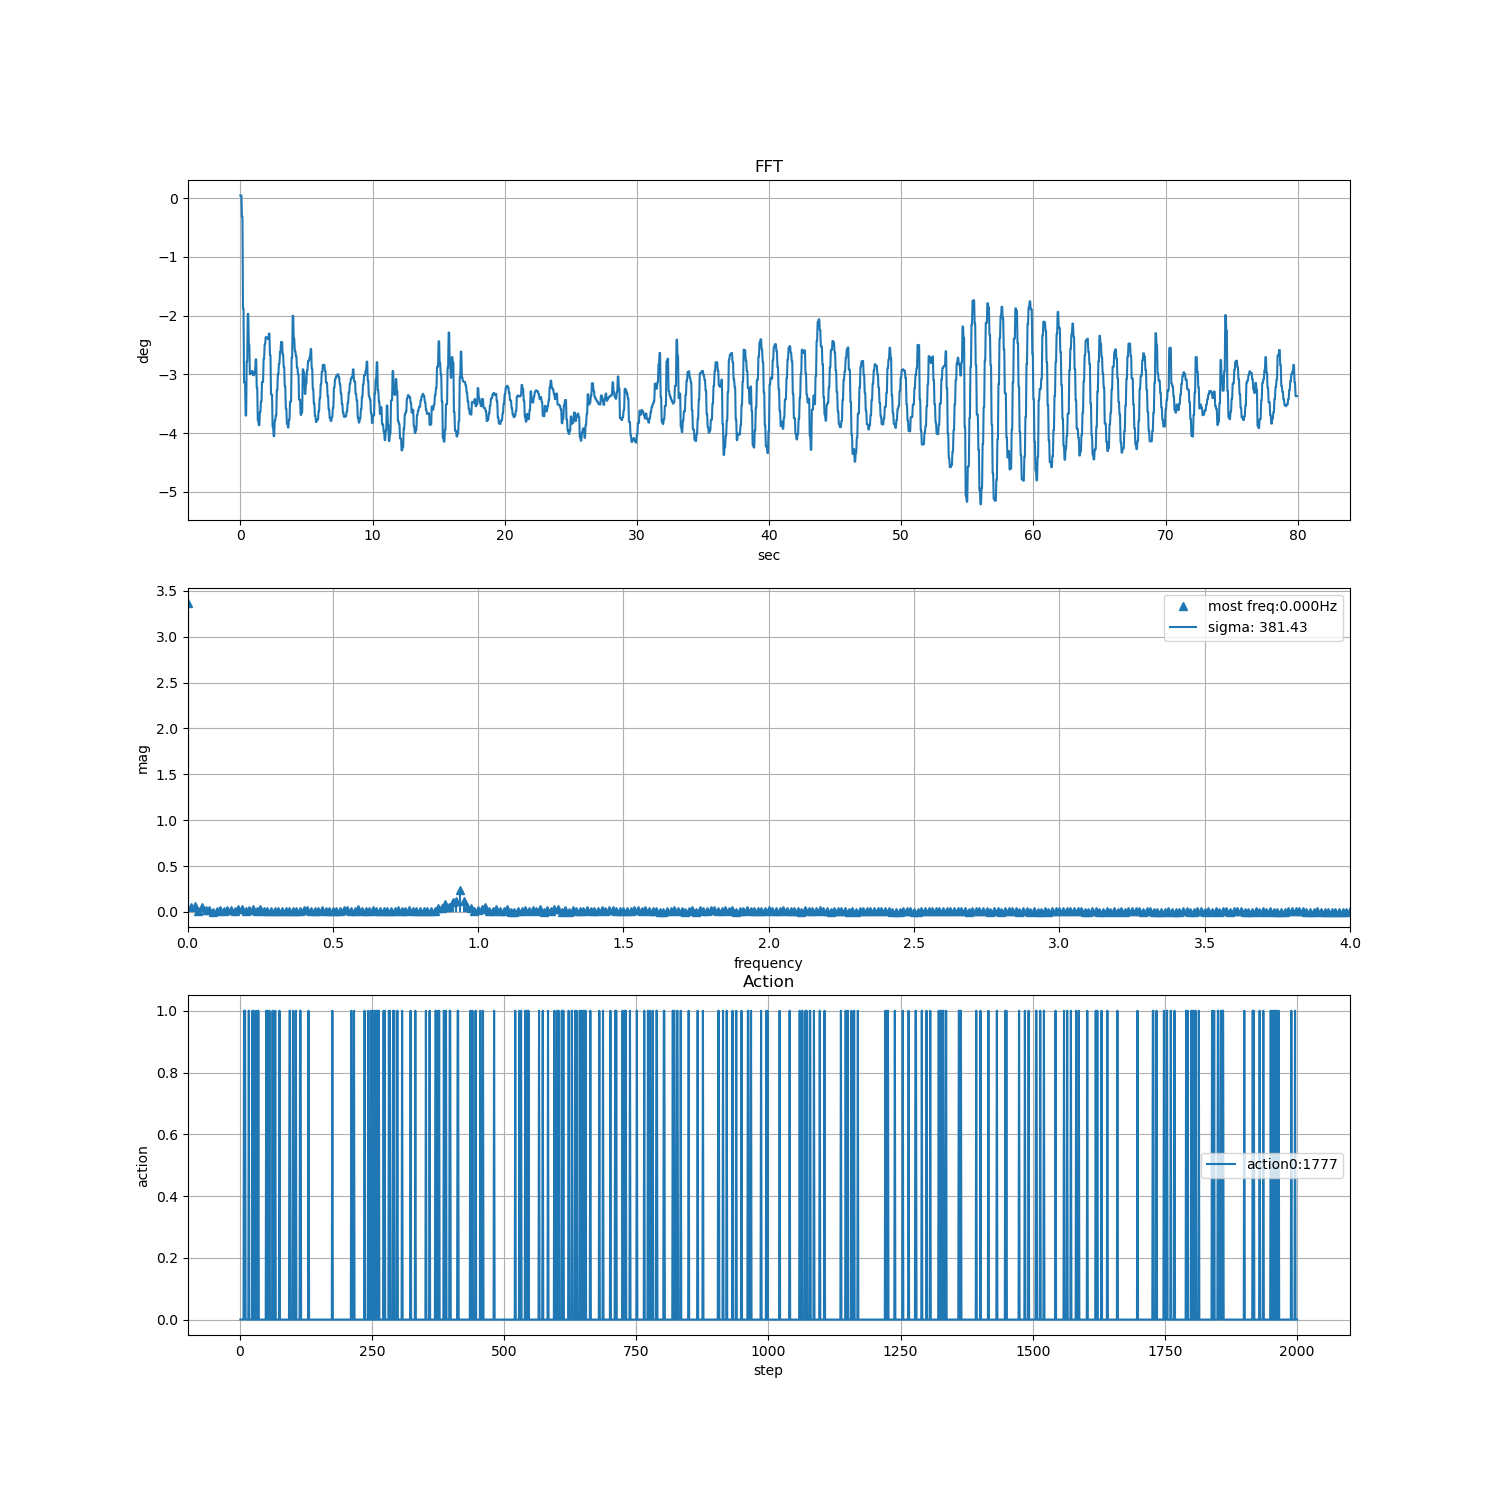 FFT
0
−1
−2
−3
−4
−5
deg
0 10 20 30 40 50 60 70 80
sec
3.5
3.0
2.5
2.0
1.5
1.0
0.5
0.0
mag
most freq:0.000Hz
sigma: 381.43
0.0 0.5 1.0 1.5 2.0 2.5 3.0 3.5 4.0
frequency
Action
1.0
0.8
0.6
0.4
0.2
0.0
action
action0:1777
0 250 500 750 1000 1250 1500 1750 2000
step